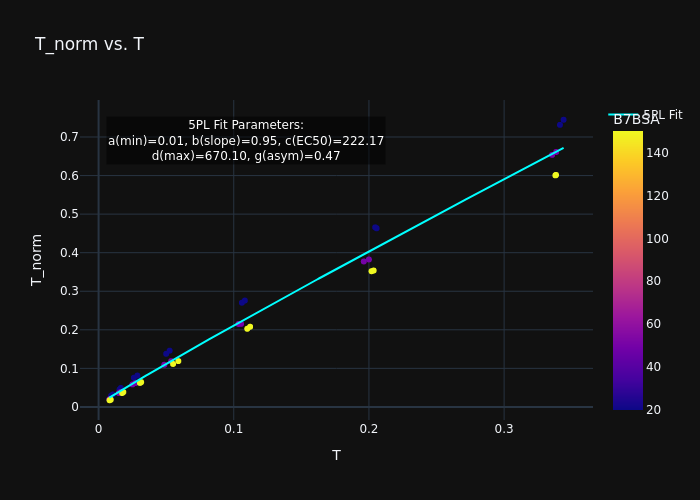 T_norm vs. T
5PL Fit Parameters:
a(min)=0.01, b(slope)=0.95, c(EC50)=222.17
d(max)=670.10, g(asym)=0.47
5PL Fit
B7BSA
140
120
100
80
60
40
20
T_norm
0.7
0.6
0.5
0.4
0.3
0.2
0.1
0
0
0.1
0.2
0.3
T